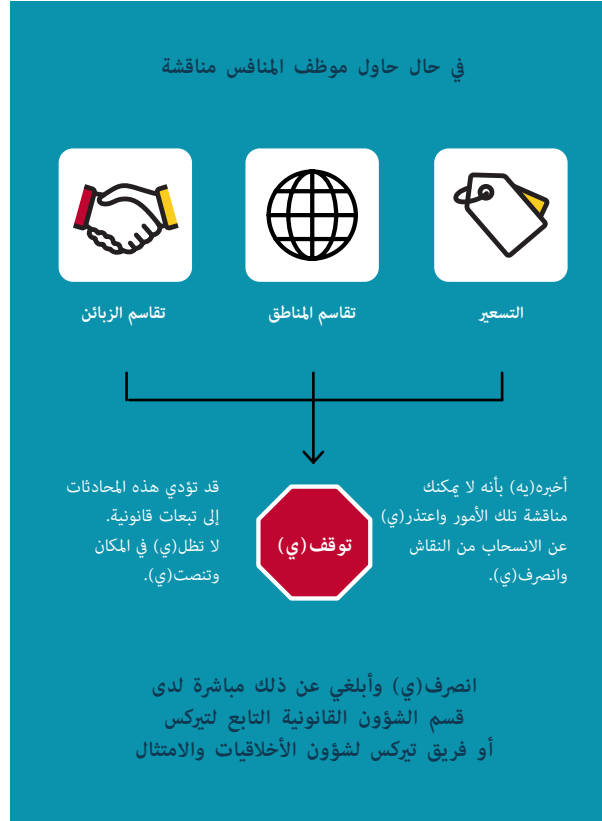 في حال حاول موظف المنافس مناقشة
التسعير
تقاسم المناطق
تقاسم الزبائن
أخبره(يه) بأنه لا يمكنك
مناقشة تلك الأمور واعتذر(ي)
عن الانسحاب من النقاش
وانصرف(ي).
توقف(ي)
قد تؤدي هذه المحادثات
إلى تبعات قانونية.
لا تظل(ي) في المكان
وتنصت(ي).
انصرف(ي) وأبلغي عن ذلك مباشرة لدى
قسم الشؤون القانونية التابع لتيركس
أو فريق تيركس لشؤون الأخلاقيات والامتثال